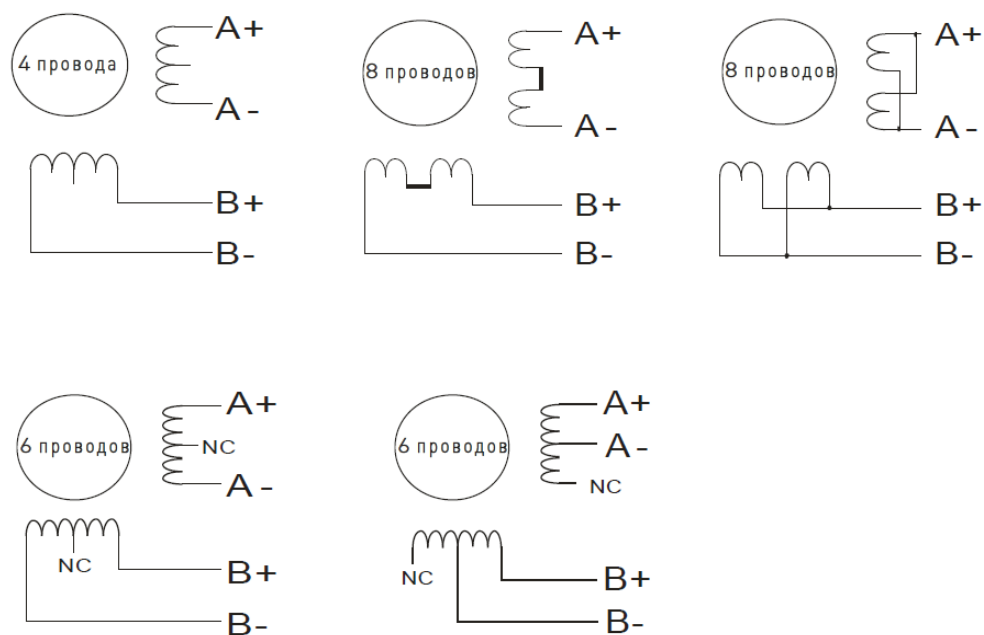 4 провода
A+
A -
B+
B-
8 проводов
A+
A -
B+
B-
8 проводов
A+
A -
B+
B-
6 проводов
A+
NC
A -
NC
B+
B-
6 проводов
A+
A -
NC
NC
B+
B-